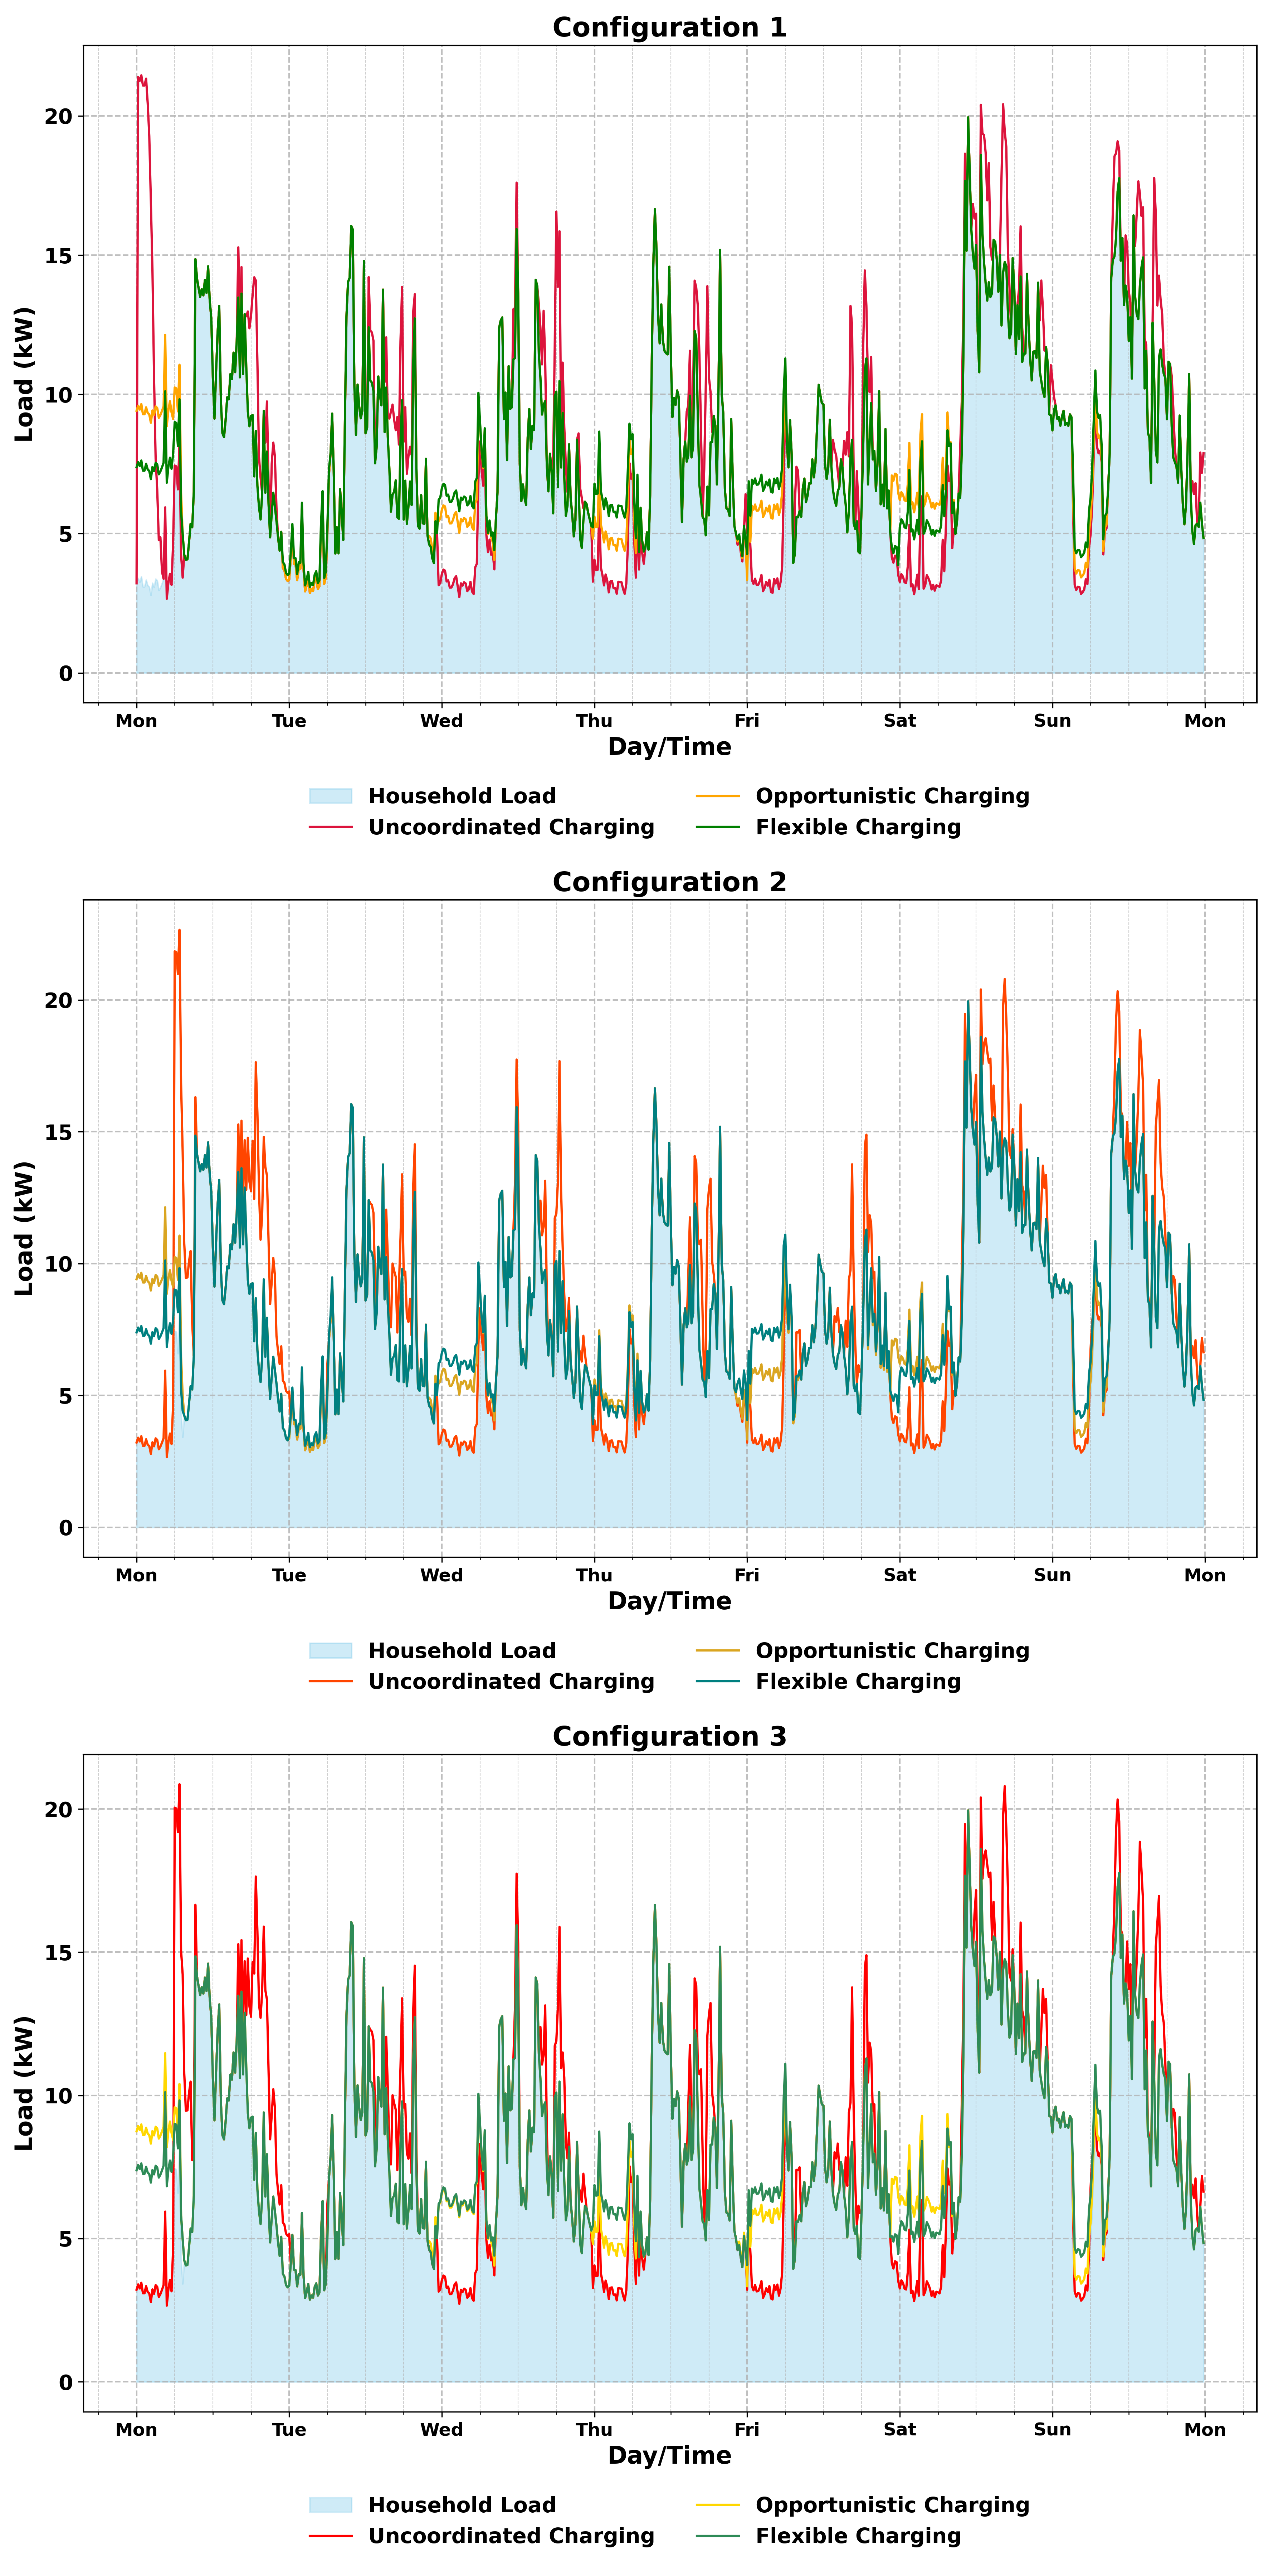 Configuration 1
20
15
10
5
0
Load (kW)
Mon Tue Wed Thu Fri Sat Sun Mon
Day/Time
Household Load Opportunistic Charging
Uncoordinated Charging Flexible Charging
Configuration 2
20
15
10
5
0
Load (kW)
Mon Tue Wed Thu Fri Sat Sun Mon
Day/Time
Household Load Opportunistic Charging
Uncoordinated Charging Flexible Charging
Configuration 3
20
15
10
5
0
Load (kW)
Mon Tue Wed Thu Fri Sat Sun Mon
Day/Time
Household Load Opportunistic Charging
Uncoordinated Charging Flexible Charging